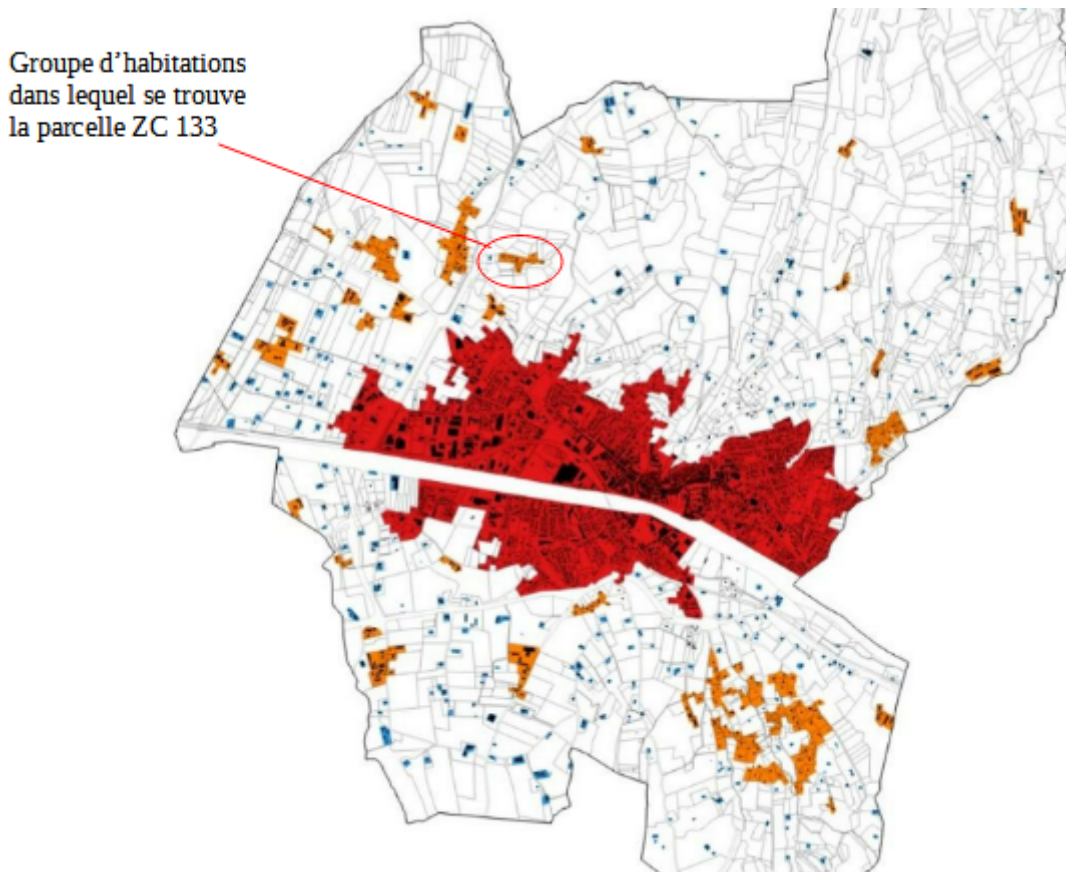 Groupe d’habitations
dans lequel se trouve
la parcelle ZC 133